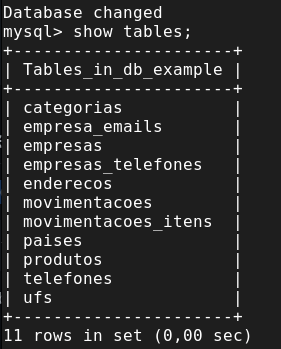 Database changed
mysql> show tables;
+----------------------+
| Tables_in_db_example |
+----------------------+
| categorias           |
| empresa_emails       |
| empresas             |
| empresas_telefones   |
| enderecos            |
| movimentacoes        |
| movimentacoes_itens  |
| paises               |
| produtos             |
| telefones            |
| ufs                  |
+----------------------+
11 rows in set (0,00 sec)